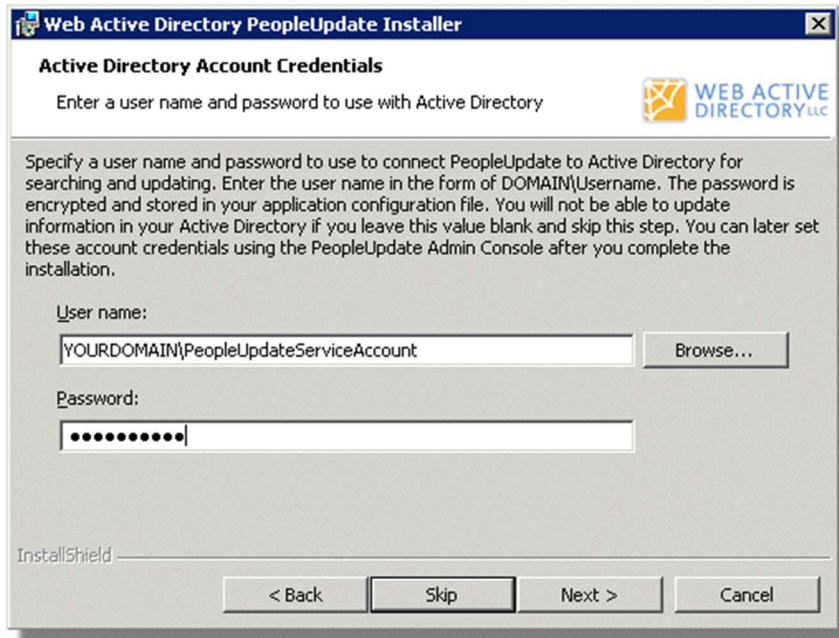 Web Active Directory PeopleUpdate Installer
Active Directory Account Credentials
Enter a user name and password to use with Active Directory
WEB ACTIVE
DIRECTORY LLC
Specify a user name and password to use to connect PeopleUpdate to Active Directory for
searching and updating. Enter the user name in the form of DOMAIN\Username. The password is
encrypted and stored in your application configuration file. You will not be able to update
information in your Active Directory if you leave this value blank and skip this step. You can later set
these account credentials using the PeopleUpdate Admin Console after you complete the
installation.
User name:
YOURDOMAIN\PeopleUpdateServiceAccount
Browse...
Password:
●●●●●●●●●●
InstallShield
< Back
Skip
Next >
Cancel